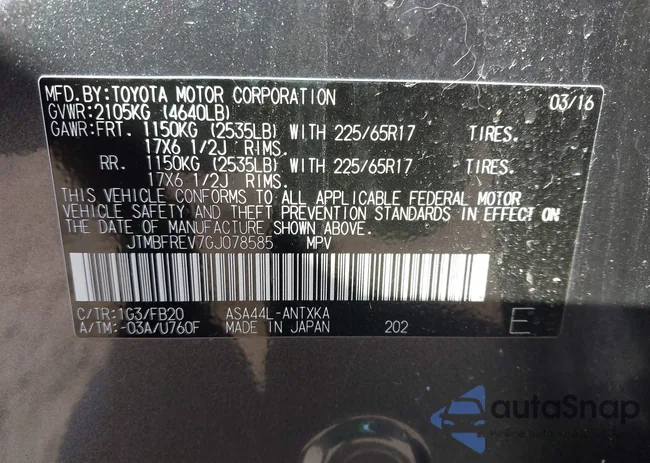 MFD.BY:TOYOTA MOTOR CORPORATION 03/16
GVWR:2105KG (4640LB)
GAWR:FRT. 1150KG (2535LB) WITH 225/65R17 TIRES.
17X6 1/2J RIMS.
RR. 1150KG (2535LB) WITH 225/65R17 TIRES.
17X6 1/2J RIMS.
THIS VEHICLE CONFORMS TO ALL APPLICABLE FEDERAL MOTOR
VEHICLE SAFETY AND THEFT PREVENTION STANDARDS IN EFFECT ON
THE DATE OF MANUFACTURE SHOWN ABOVE.
JTMBFREV7GJ078585 MPV
C/TR:1G3/FB20 ASA44L-ANTXKA
A/TM:-03A/U760F MADE IN JAPAN 202 E
autoSnap